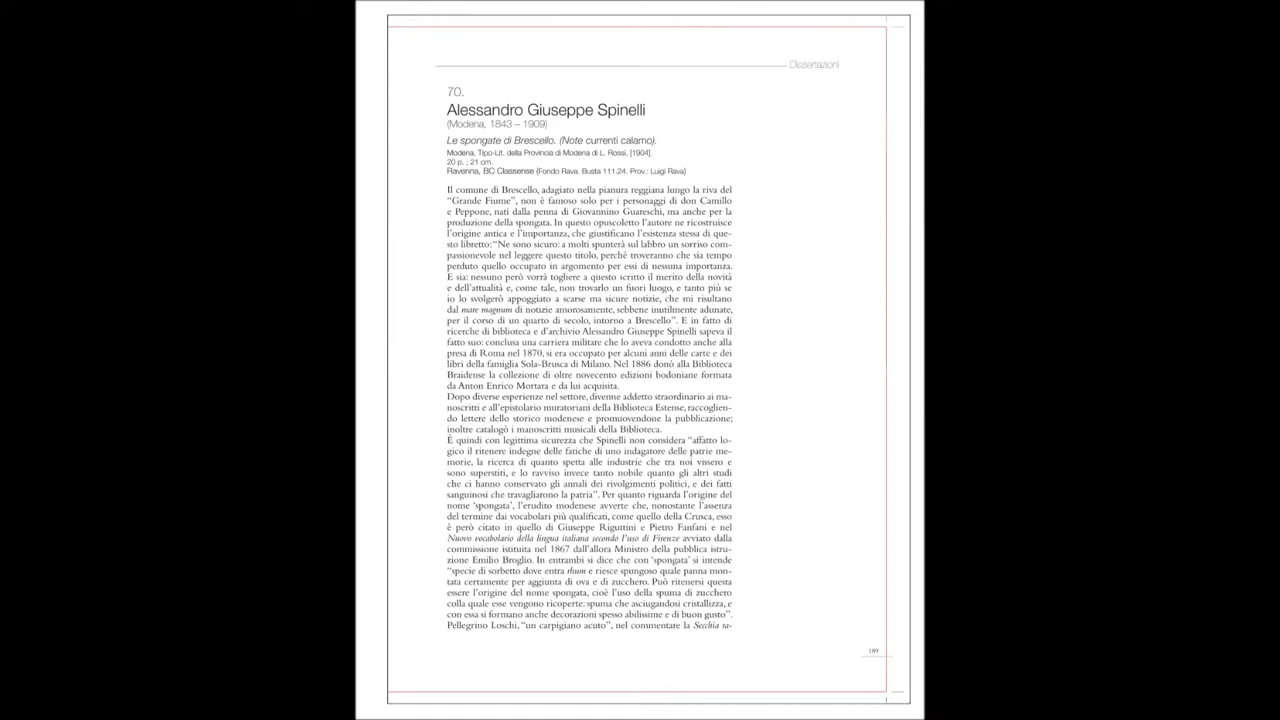 Dissertazioni
70.
Alessandro Giuseppe Spinelli
(Modena, 1843 – 1909)
Le spongate di Brescello. (Note currenti calamo).
Modena, Tipo-Lit. della Provincia di Modena di L. Rossi, [1904].
20 p. ; 21 cm.
Ravenna, BC Classense (Fondo Rava. Busta 111.24. Prov.: Luigi Rava)
Il comune di Brescello, adagiato nella pianura reggiana lungo la riva del
“Grande Fiume”, non è famoso solo per i personaggi di don Camillo
e Peppone, nati dalla penna di Giovannino Guareschi, ma anche per la
produzione della spongata. In questo opuscoletto l’autore ne ricostruisce
l’origine antica e l’importanza, che giustificano l’esistenza stessa di que-
sto libretto: “Ne sono sicuro: a molti spunterà sul labbro un sorriso com-
passionevole nel leggere questo titolo, perché troveranno che sia tempo
perduto quello occupato in argomento per essi di nessuna importanza.
E sia: nessuno però vorrà togliere a questo scritto il merito della novità
e dell’attualità e, come tale, non trovarlo un fuori luogo, e tanto più se
io lo svolgerò appoggiato a scarse ma sicure notizie, che mi risultano
dal mare magnum di notizie amorosamente, sebbene inutilmente adunate,
per il corso di un quarto di secolo, intorno a Brescello”. E in fatto di
ricerche di biblioteca e d’archivio Alessandro Giuseppe Spinelli sapeva il
fatto suo: conclusa una carriera militare che lo aveva condotto anche alla
presa di Roma nel 1870, si era occupato per alcuni anni delle carte e dei
libri della famiglia Sola-Brusca di Milano. Nel 1886 donò alla Biblioteca
Braidense la collezione di oltre novecento edizioni bodoniane formata
da Anton Enrico Mortara e da lui acquisita.
Dopo diverse esperienze nel settore, divenne addetto straordinario ai ma-
noscritti e all’epistolario muratoriani della Biblioteca Estense, raccoglien-
do lettere dello storico modenese e promuovendone la pubblicazione;
inoltre catalogò i manoscritti musicali della Biblioteca.
È quindi con legittima sicurezza che Spinelli non considera “affatto lo-
gico il ritenere indegne delle fatiche di uno indagatore delle patrie me-
morie, la ricerca di quanto spetta alle industrie che tra noi vissero e
sono superstiti, e lo ravviso invece tanto nobile quanto gli altri studi
che ci hanno conservato gli annali dei rivolgimenti politici, e dei fatti
sanguinosi che travagliarono la patria”. Per quanto riguarda l’origine del
nome ‘spongata’, l’erudito modenese avverte che, nonostante l’assenza
del termine dai vocabolari più qualificati, come quello della Crusca, esso
è però citato in quello di Giuseppe Riguttini e Pietro Fanfani e nel
Nuovo vocabolario della lingua italiana secondo l’uso di Firenze avviato dalla
commissione istituita nel 1867 dall’allora Ministro della pubblica istru-
zione Emilio Broglio. In entrambi si dice che con ‘spongata’ si intende
“specie di sorbetto dove entra rhum e riesce spungoso quale panna mon-
tata certamente per aggiunta di ova e di zucchero. Può ritenersi questa
essere l’origine del nome spongata, cioè l’uso della spuma di zucchero
colla quale esse vengono ricoperte: spuma che asciugandosi cristallizza, e
con essa si formano anche decorazioni spesso abilissime e di buon gusto”.
Pellegrino Loschi, “un carpigiano acuto”, nel commentare la Secchia ra-
189